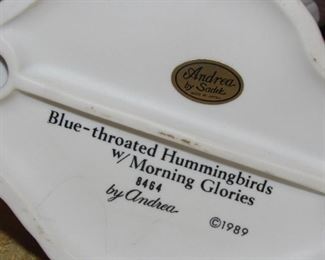 Andrea
by Sadek
Blue-throated Hummingbirds
w/ Morning Glories
8464
by Andrea
©1989